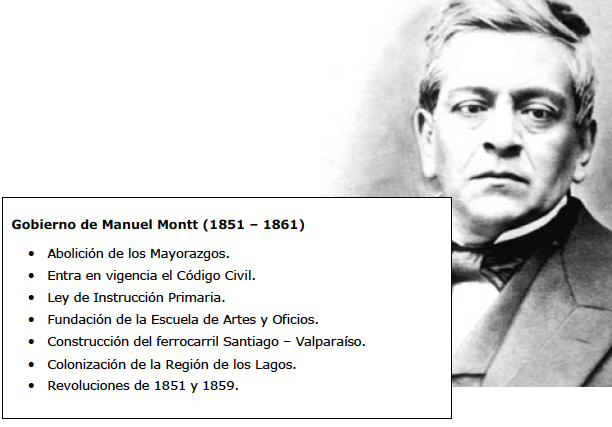 Gobierno de Manuel Montt (1851 – 1861)
• Abolición de los Mayorazgos.
• Entra en vigencia el Código Civil.
• Ley de Instrucción Primaria.
• Fundación de la Escuela de Artes y Oficios.
• Construcción del ferrocarril Santiago – Valparaíso.
• Colonización de la Región de los Lagos.
• Revoluciones de 1851 y 1859.